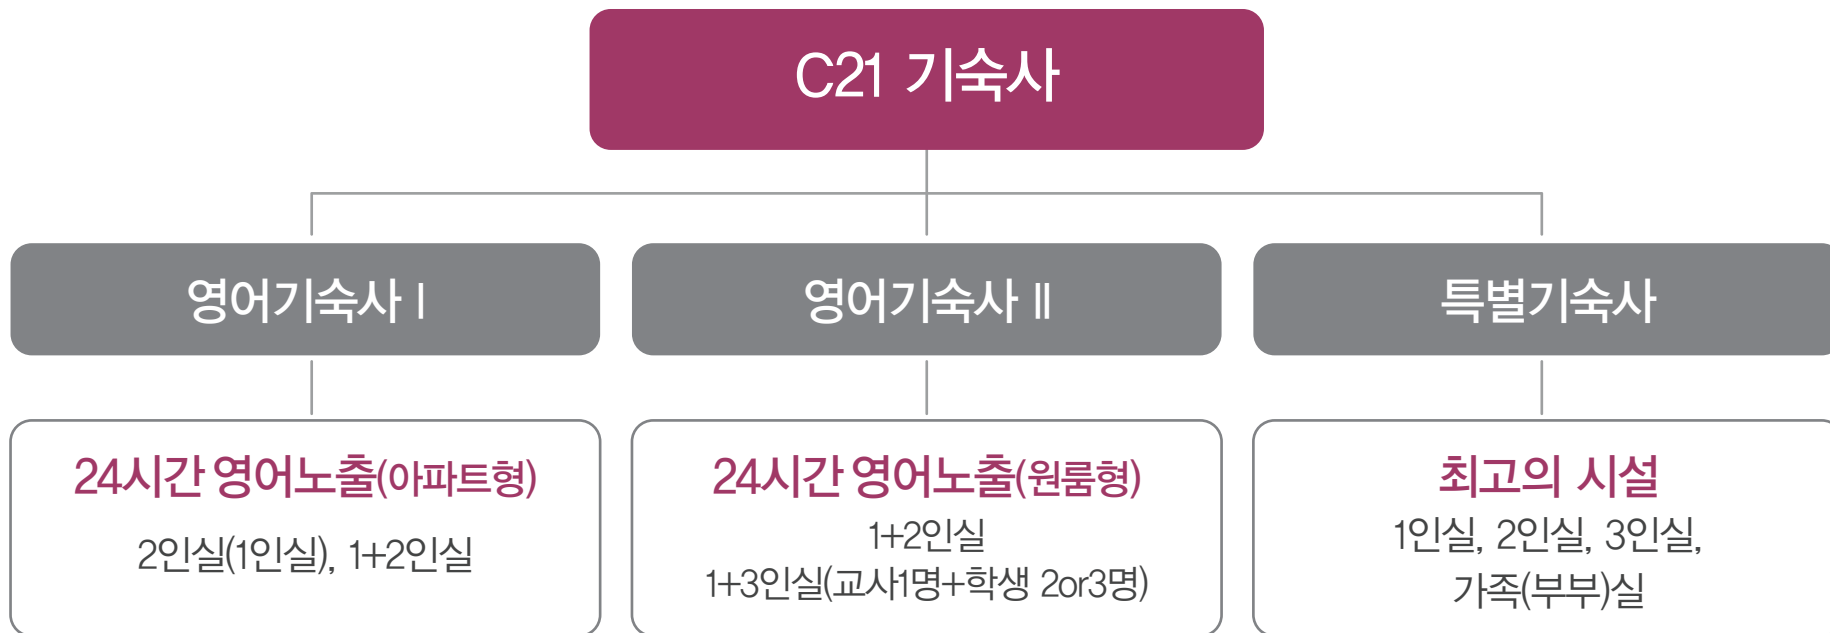 C21 기숙사
영어기숙사 I
영어기숙사 II
특별기숙사
24시간 영어노출(아파트형)
2인실(1인실), 1+2인실
24시간 영어노출(원룸형)
1+2인실
1+3인실(교사1명+학생 2or3명)
최고의 시설
1인실, 2인실, 3인실,
가족(부부)실